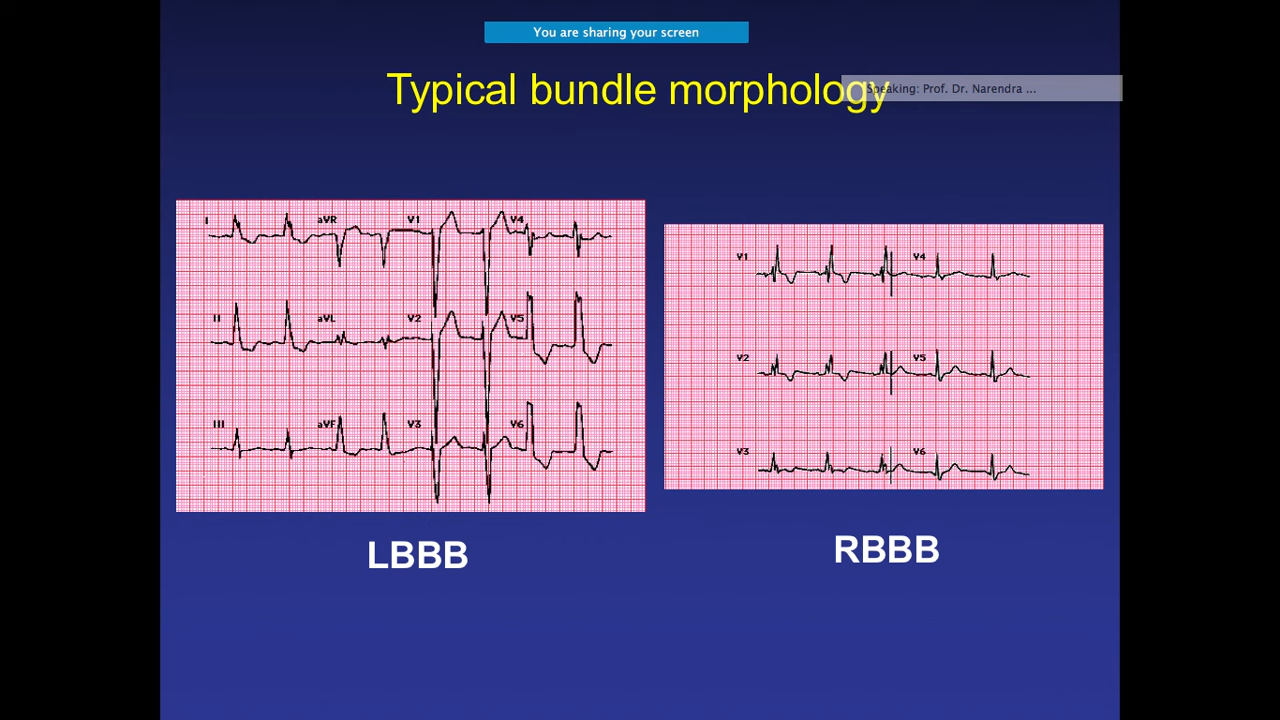 You are sharing your screen
Typical bundle morphology
Speaking: Prof. Dr. Narendra ...
I aVR V1 V4
II aVL V2 V5
III aVF V3 V6
V1 V4
V2 V5
V3 V6
LBBB
RBBB